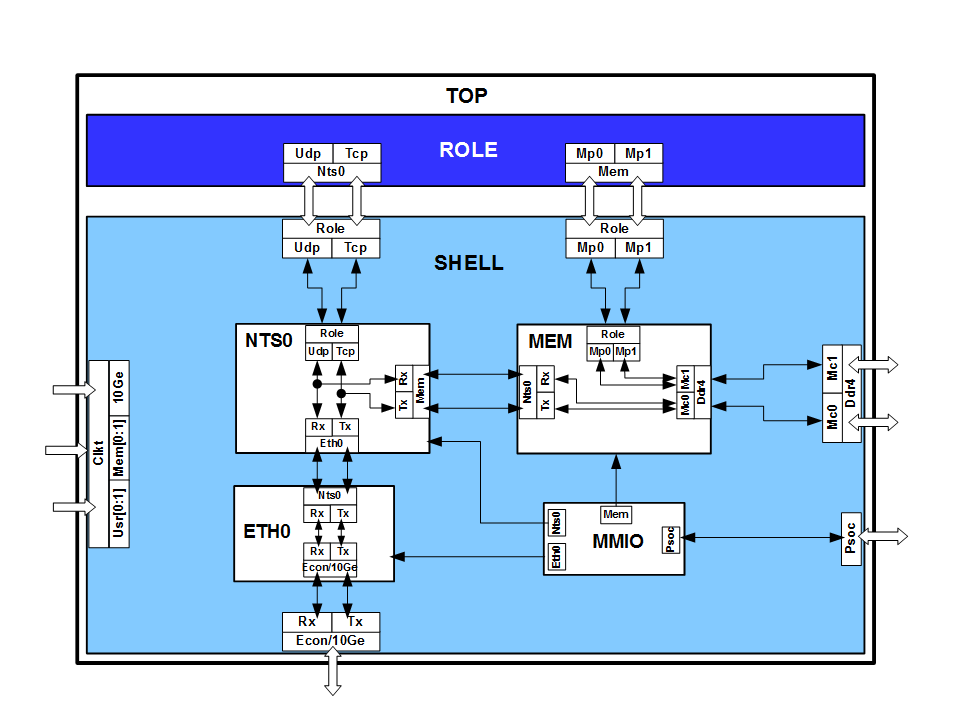 TOP
ROLE
Udp Tcp
Nts0
Mp0 Mp1
Mem
Role
Udp Tcp
Role
Mp0 Mp1
SHELL
NTS0
Role
Udp Tcp
Rx
Tx
Mem
Rx Tx
Eth0
MEM
Role
Mp0 Mp1
Nts0
Rx
Tx
Mc1
Mc0
Ddr4
Mc1
Mc0
Ddr4
Clkt
10Ge
Mem[0:1]
Usr[0:1]
ETH0
Nts0
Rx Tx
Rx Tx
Econ/10Ge
MMIO
Mem
Nts0
Eth0
Psoc
Psoc
Rx Tx
Econ/10Ge